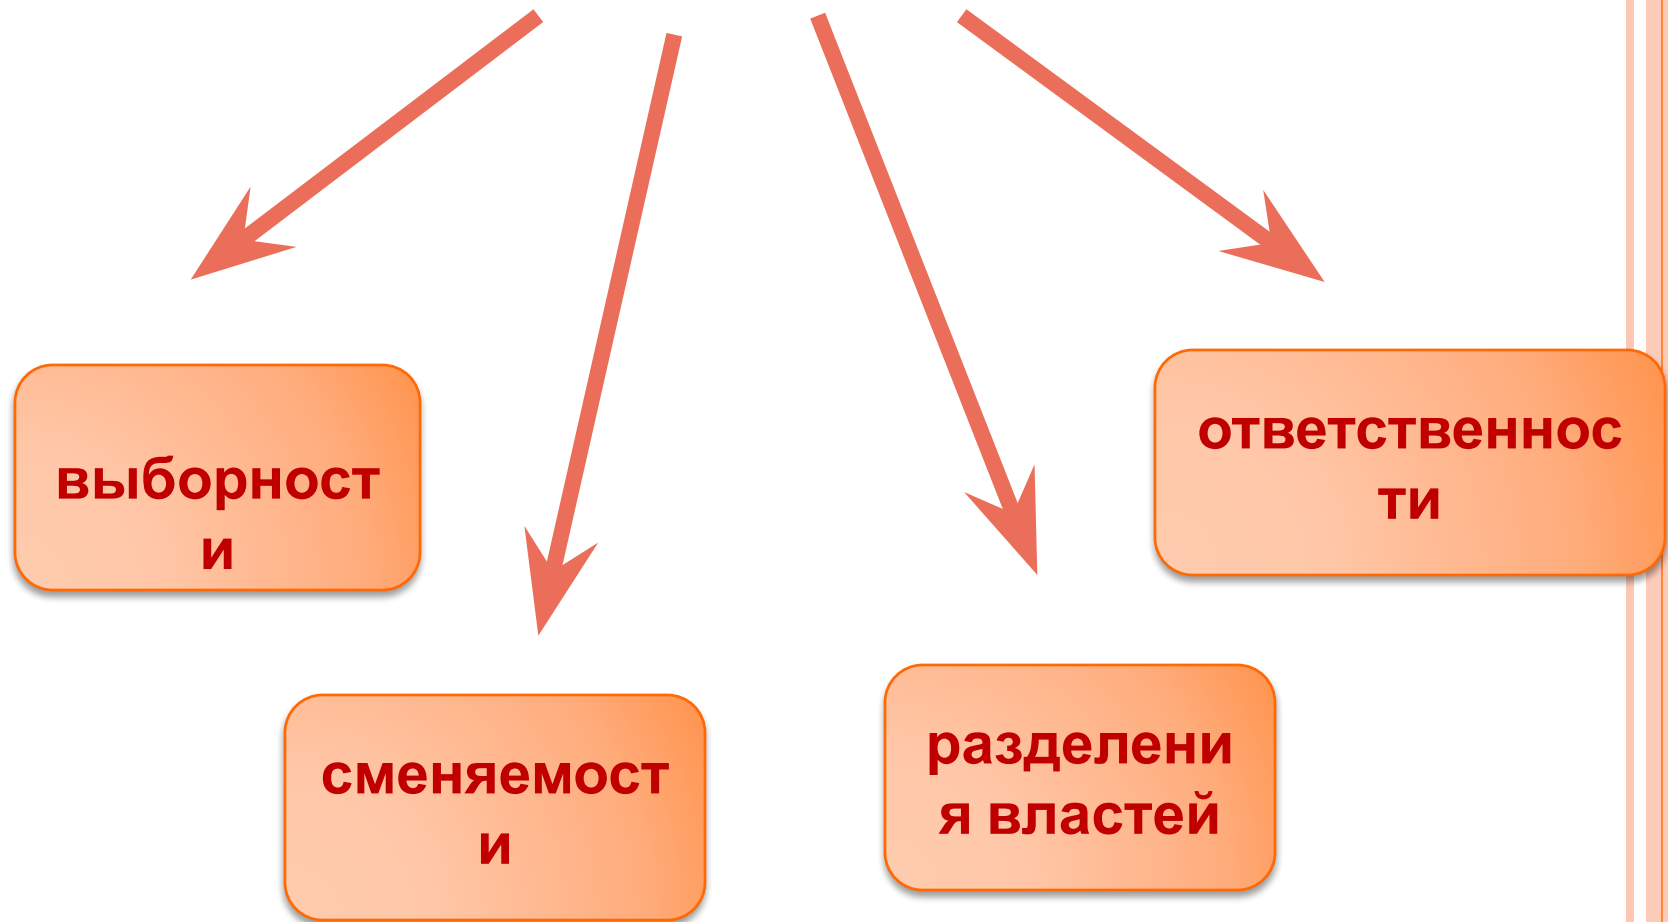 выборност
и
сменяемост
и
разделени
я властей
ответственнос
ти